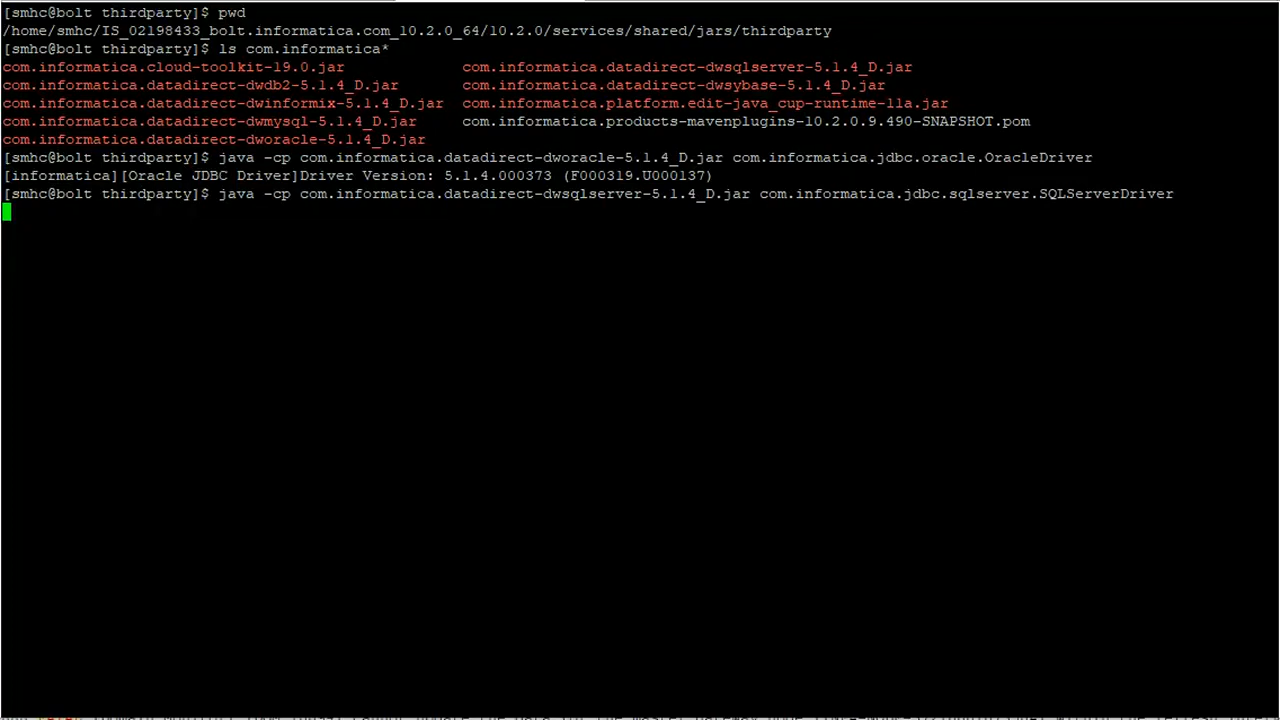 [smhc@bolt thirdparty]$ pwd
/home/smhc/IS_02198433_bolt.informatica.com_10.2.0_64/10.2.0/services/shared/jars/thirdparty
[smhc@bolt thirdparty]$ ls com.informatica*
com.informatica.cloud-toolkit-19.0.jar com.informatica.datadirect-dwsqlserver-5.1.4_D.jar
com.informatica.datadirect-dwdb2-5.1.4_D.jar com.informatica.datadirect-dwsybase-5.1.4_D.jar
com.informatica.datadirect-dwinformix-5.1.4_D.jar com.informatica.platform.edit-java_cup-runtime-11a.jar
com.informatica.datadirect-dwmysql-5.1.4_D.jar com.informatica.products-mavenplugins-10.2.0.9.490-SNAPSHOT.pom
com.informatica.datadirect-dworacle-5.1.4_D.jar
[smhc@bolt thirdparty]$ java -cp com.informatica.datadirect-dworacle-5.1.4_D.jar com.informatica.jdbc.oracle.OracleDriver
[informatica][Oracle JDBC Driver]Driver Version: 5.1.4.000373 (F000319.U000137)
[smhc@bolt thirdparty]$ java -cp com.informatica.datadirect-dwsqlserver-5.1.4_D.jar com.informatica.jdbc.sqlserver.SQLServerDriver